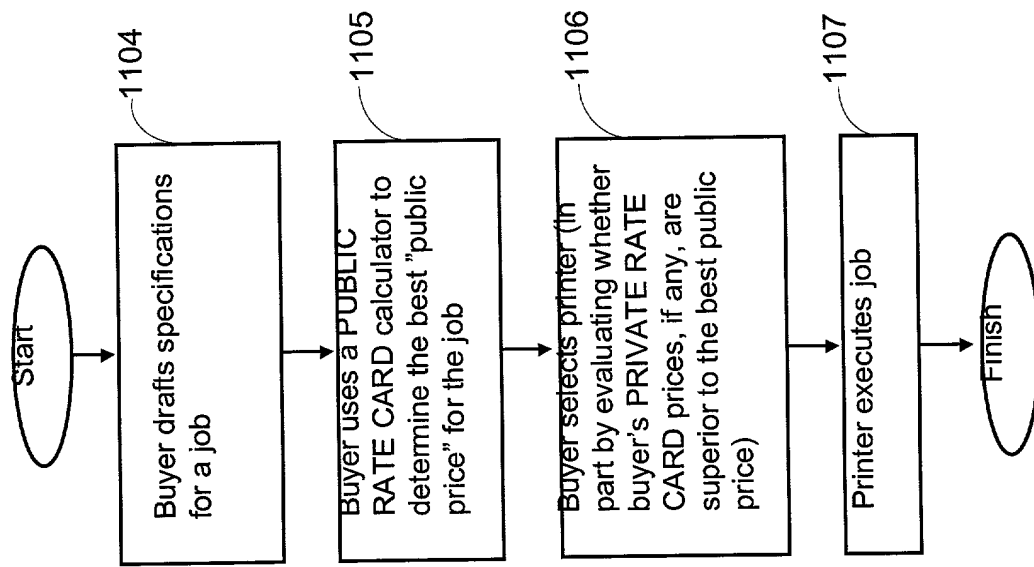 Start
1104
Buyer drafts specifications
for a job
1105
Buyer uses a PUBLIC
RATE CARD calculator to
determine the best "public
price" for the job
1106
Buyer selects printer (in
part by evaluating whether
buyer's PRIVATE RATE
CARD prices, if any, are
superior to the best public
price)
1107
Printer executes job
Finish